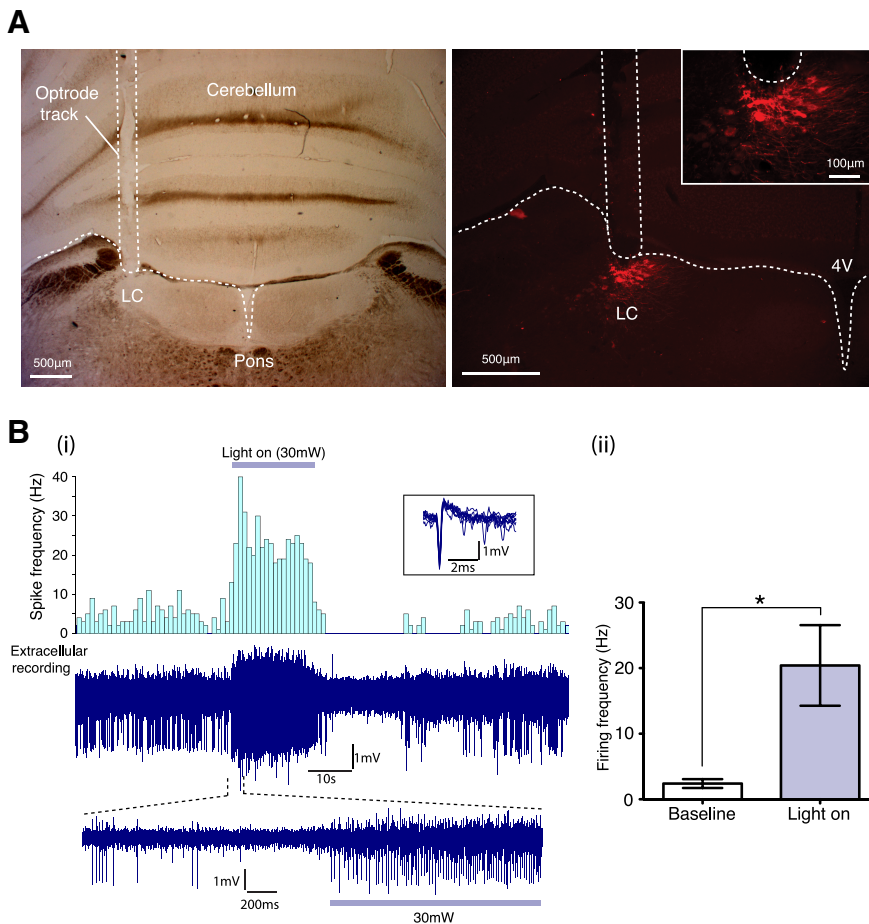 A
Optrode
track
Cerebellum
LC
Pons
500µm
100µm
4V
LC
500µm
B
(i)
Light on (30mW)
Spike frequency (Hz)
40
30
20
10
0
1mV
2ms
Extracellular
recording
1mV
10s
1mV
200ms
30mW
(ii)
*
Firing frequency (Hz)
30
20
10
0
Baseline
Light on